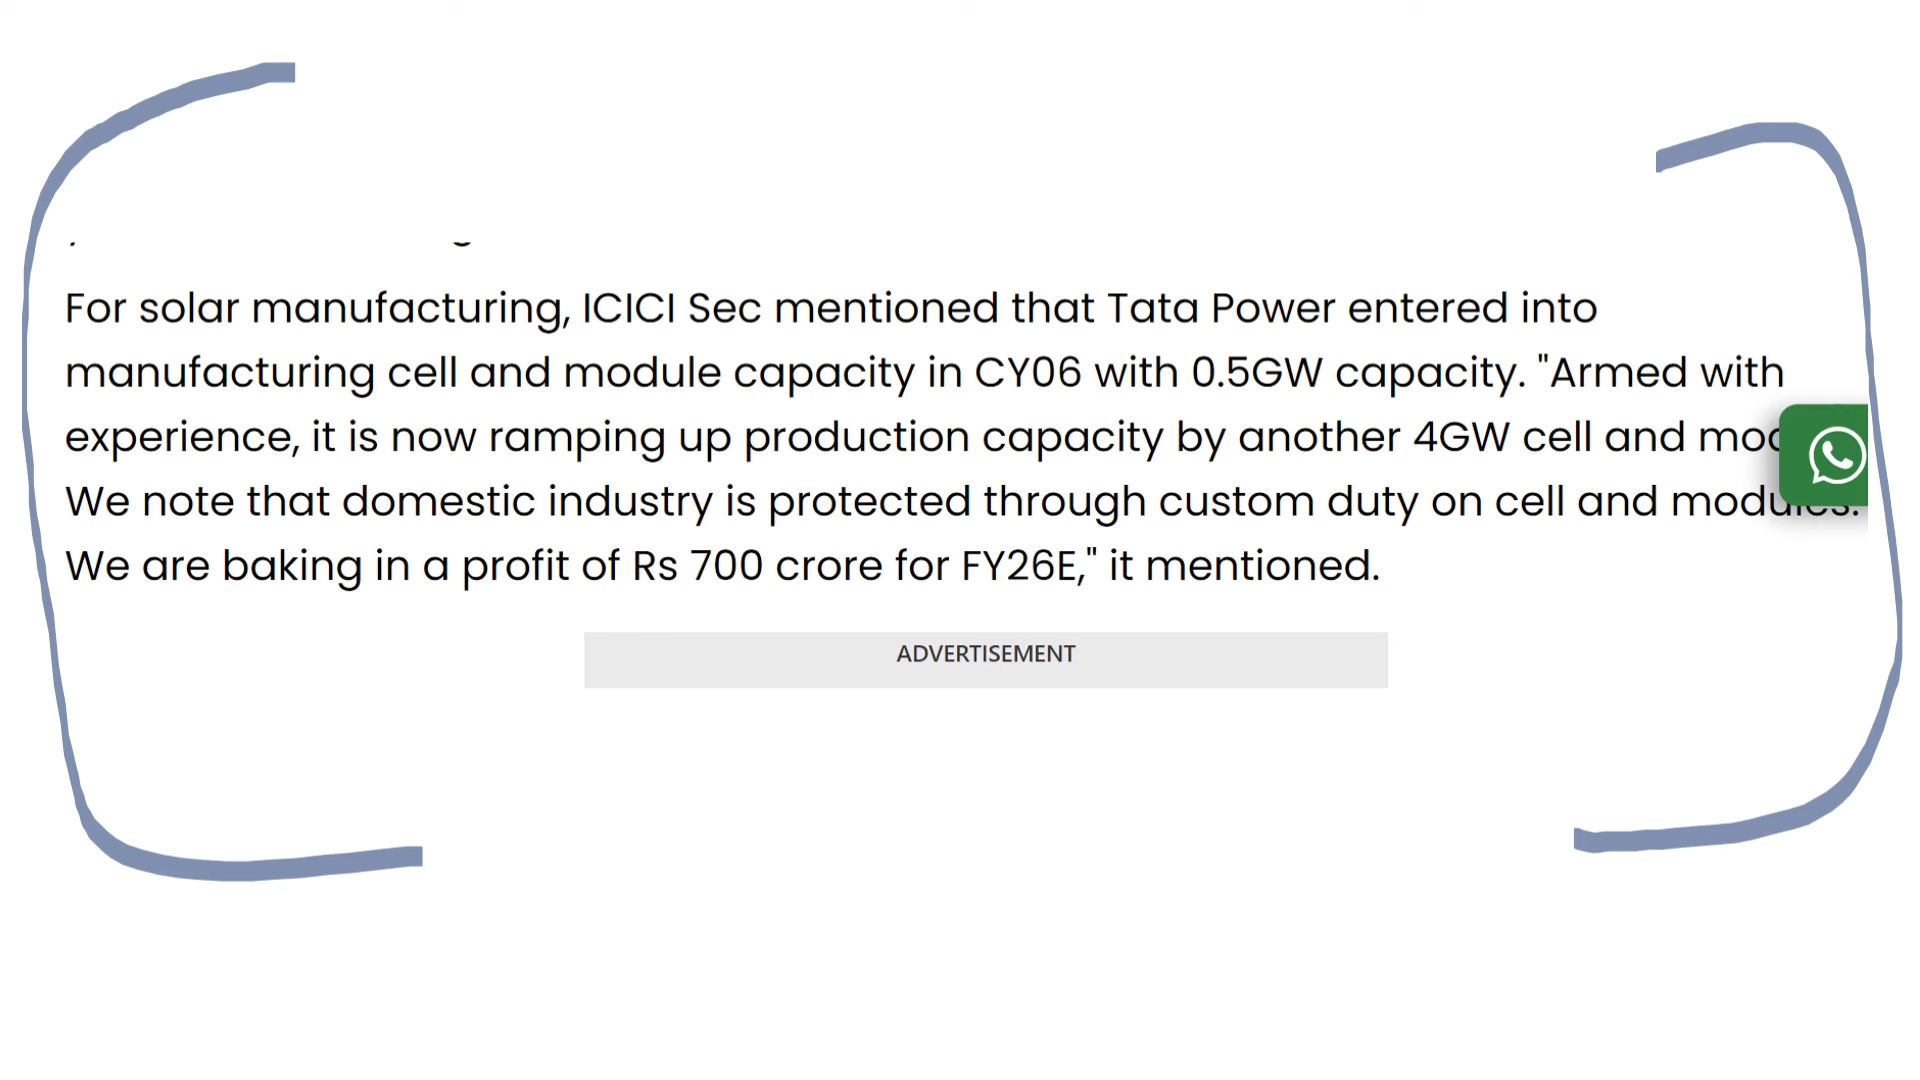 For solar manufacturing, ICICI Sec mentioned that Tata Power entered into
manufacturing cell and module capacity in CY06 with 0.5GW capacity. "Armed with
experience, it is now ramping up production capacity by another 4GW cell and
We note that domestic industry is protected through custom duty on cell and modules.
We are baking in a profit of Rs 700 crore for FY26E," it mentioned.
ADVERTISEMENT